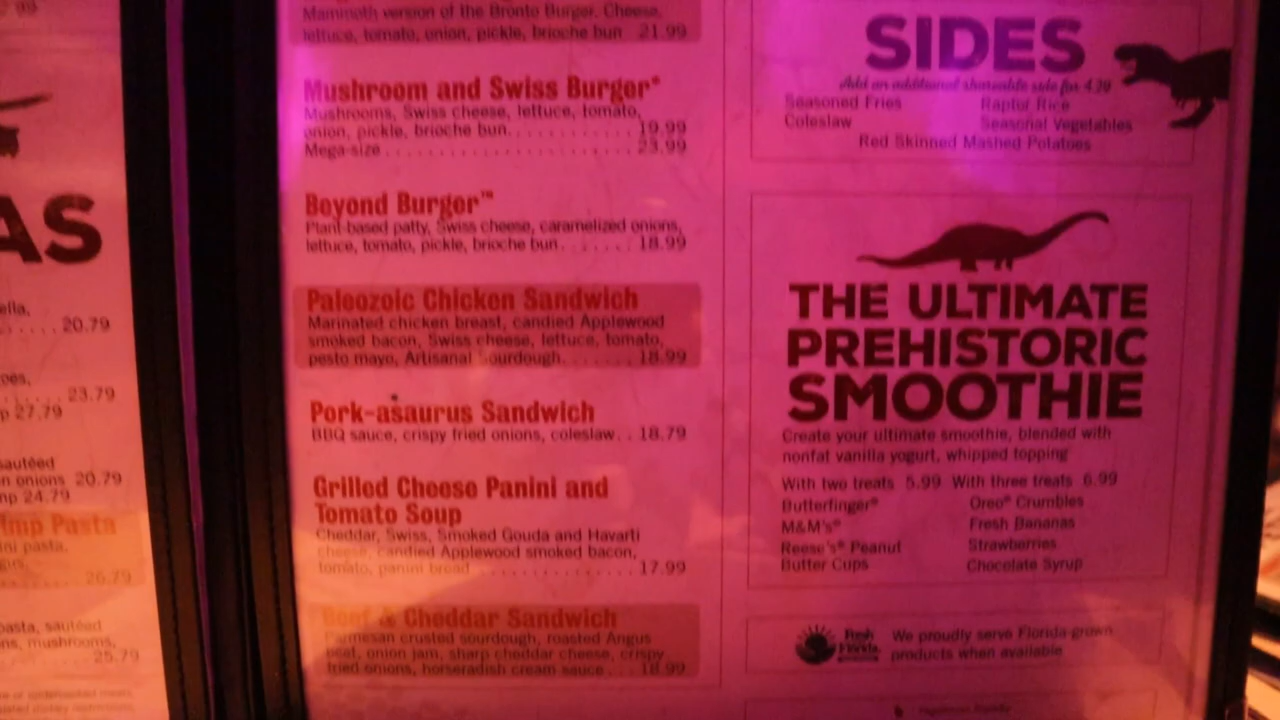 AS
20.79
23.79
27.79
sautéed
onions 20.79
24.79
Pasta
pasta.
26.79
pasta, sautéed
mushrooms,
25.79
Mammoth version of the Bronto Burger. Cheese,
lettuce, tomato, onion, pickle, brioche bun 21.99
Mushroom and Swiss Burger*
Mushrooms, Swiss cheese, lettuce, tomato,
onion, pickle, brioche bun. . . . . . . . . . . . . . 19.99
Mega-size . . . . . . . . . . . . . . . . . . . . . . . . . . . 23.99
Beyond Burger™
Plant-based patty, Swiss cheese, caramelized onions,
lettuce, tomato, pickle, brioche bun. . . . . . . 18.99
Paleozoic Chicken Sandwich
Marinated chicken breast, candied Applewood
smoked bacon, Swiss cheese, lettuce, tomato,
pesto mayo, Artisanal Sourdough. . . . . . . . 18.99
Pork-asaurus Sandwich
BBQ sauce, crispy fried onions, coleslaw. . 18.79
Grilled Cheese Panini and
Tomato Soup
Cheddar, Swiss, Smoked Gouda and Havarti
cheese, candied Applewood smoked bacon,
tomato, panini bread . . . . . . . . . . . . . . . . . 17.99
Beef & Cheddar Sandwich
Parmesan crusted sourdough, roasted Angus
beef, onion jam, sharp cheddar cheese, crispy
fried onions, horseradish cream sauce . . . 18.99
SIDES
Add an additional shareable side for 4.29
Seasoned Fries Raptor Rice
Coleslaw Seasonal Vegetables
Red Skinned Mashed Potatoes
THE ULTIMATE
PREHISTORIC
SMOOTHIE
Create your ultimate smoothie, blended with
nonfat vanilla yogurt, whipped topping
With two treats 5.99 With three treats 6.99
Butterfinger® Oreo® Crumbles
M&M's® Fresh Bananas
Reese's® Peanut Strawberries
Butter Cups Chocolate Syrup
Fresh
Florida
We proudly serve Florida-grown
products when available